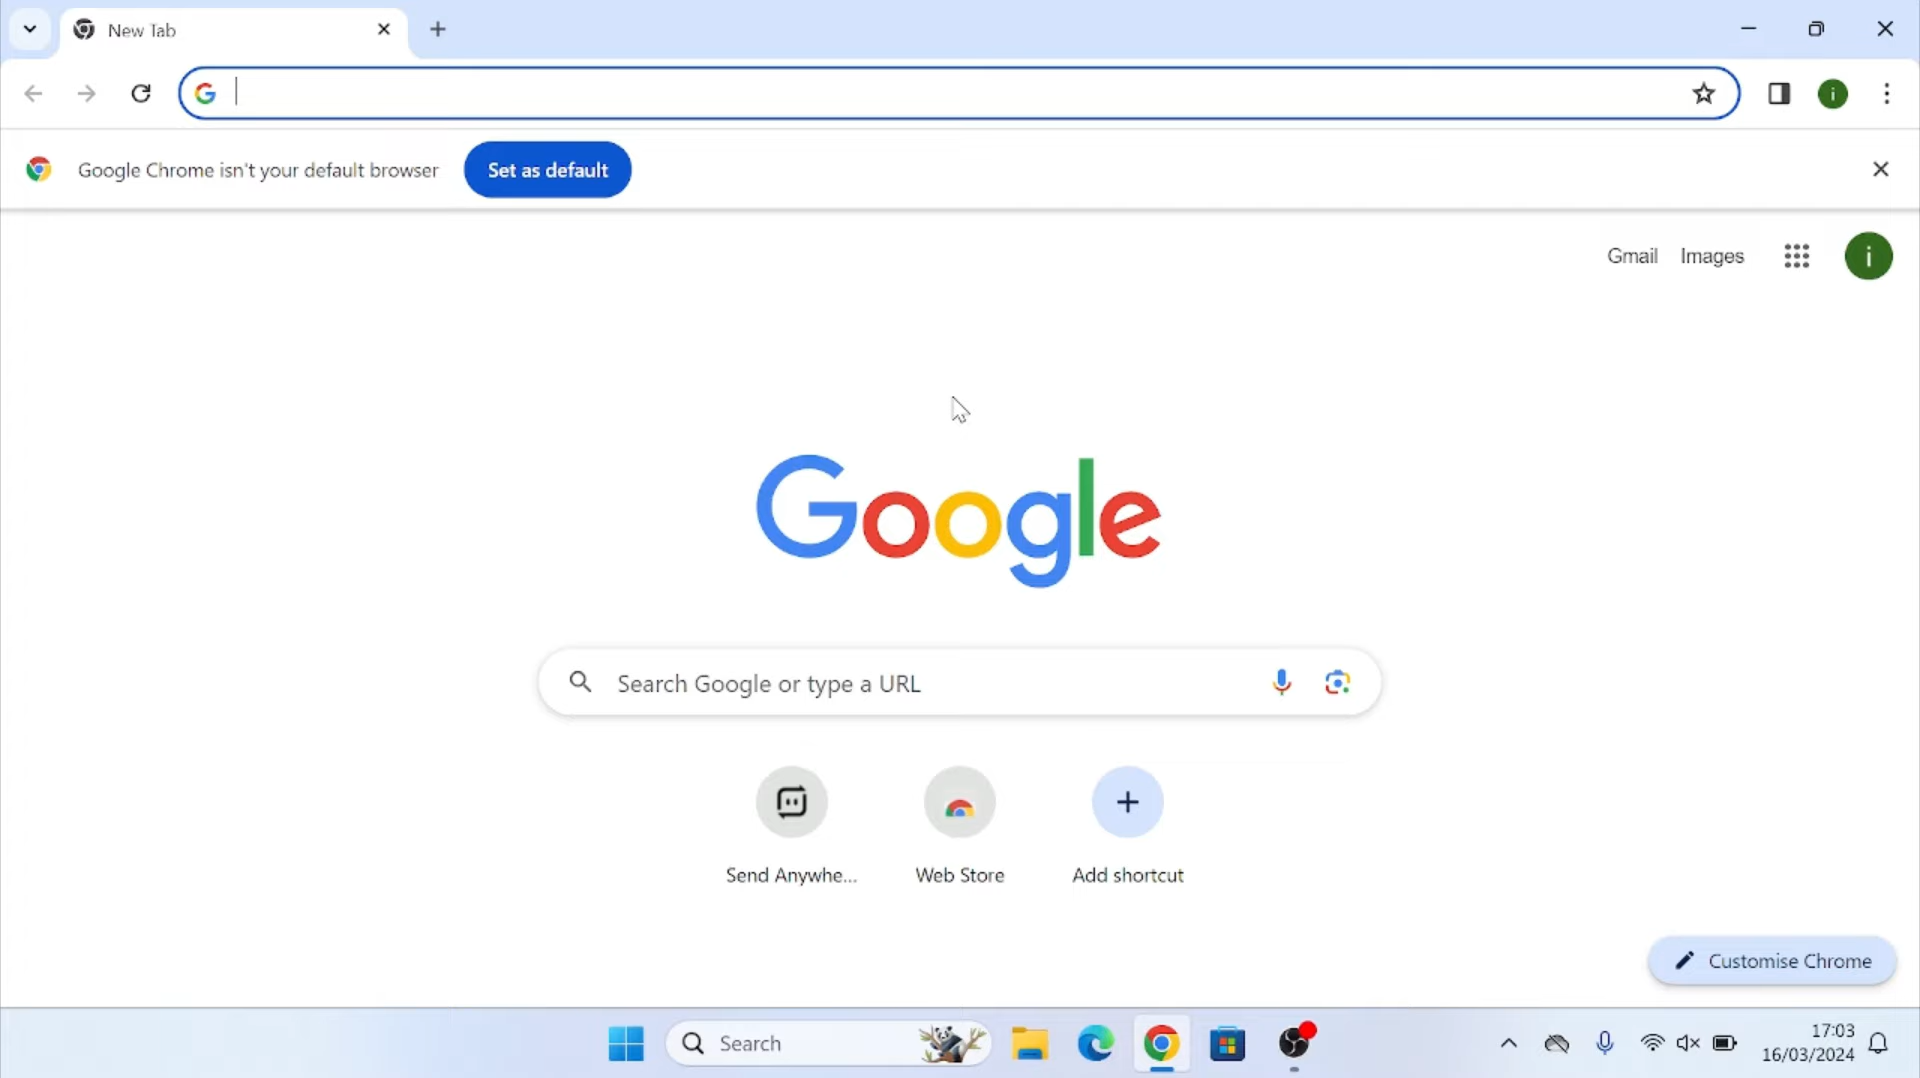 New Tab
Google Chrome isn't your default browser
Set as default
Gmail
Images
i
Google
Search Google or type a URL
Send Anywhe...
Web Store
Add shortcut
Customise Chrome
Search
17:03
16/03/2024